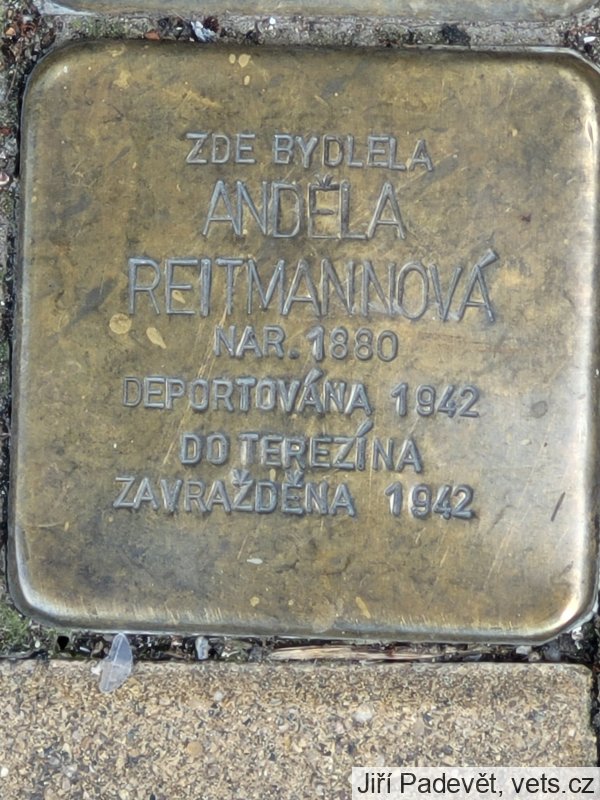 ZDE BYDLELA
ANDĚLA
REITMANNOVÁ
NAR. 1880
DEPORTOVÁNA 1942
DO TEREZÍNA
ZAVRAŽDĚNA 1942
Jiří Padevět, vets.cz